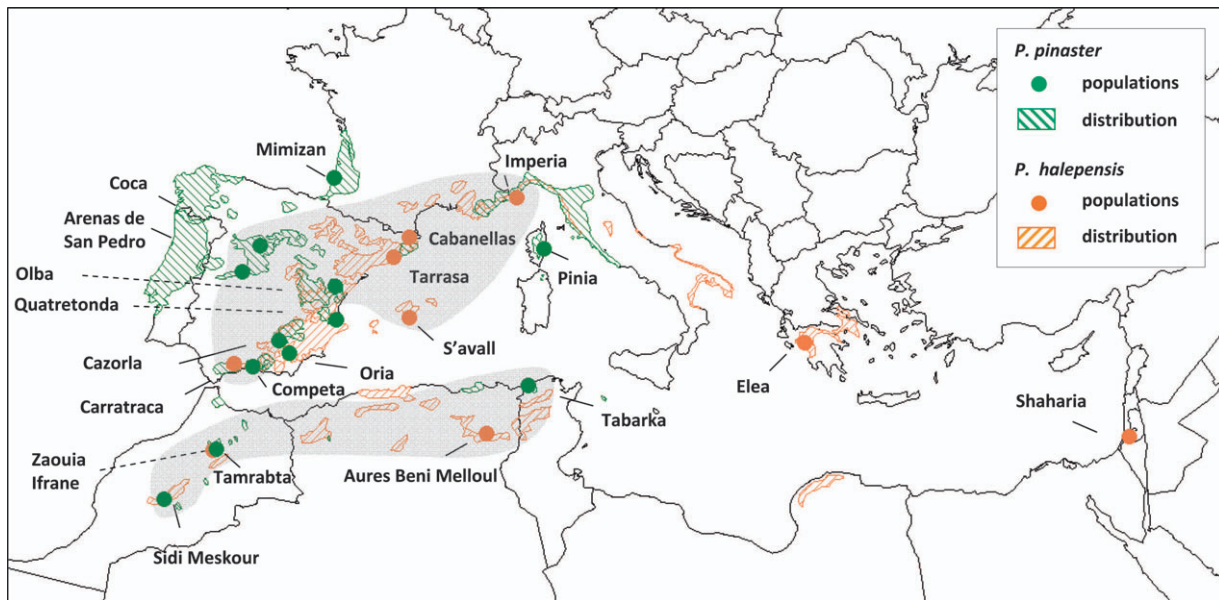 P. pinaster
populations
distribution
P. halepensis
populations
distribution
Mimizan
Imperia
Coca
Arenas de
San Pedro
Cabanellas
Tarrasa
Pinia
Olba
Quatretonda
S'avall
Cazorla
Oria
Competa
Carratraca
Elea
Tabarka
Shaharia
Zaouia
Ifrane
Tamrabta
Aures Beni Melloul
Sidi Meskour